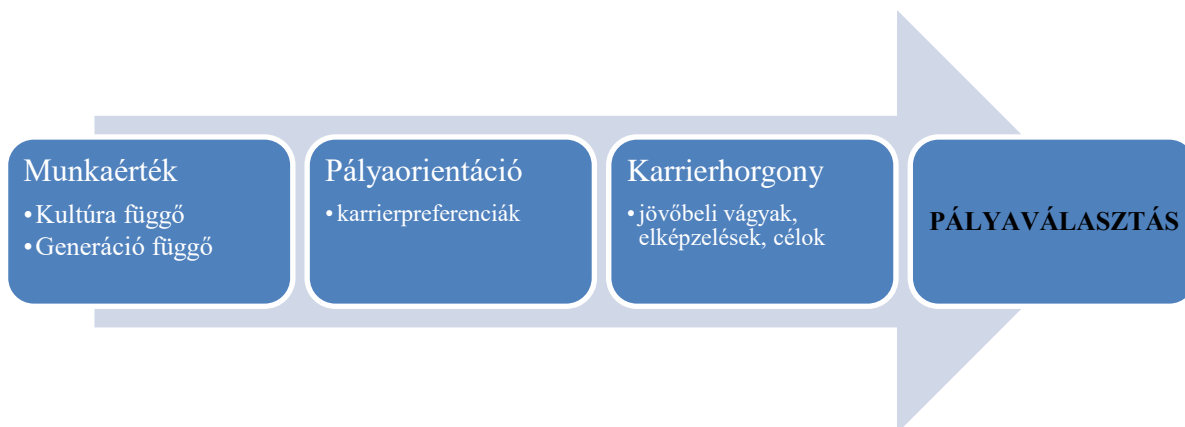 Munkaérték
• Kultúra függő
• Generáció függő
Pályaorientáció
• karrierpreferenciák
Karrierhorgony
• jövőbeli vágyak,
elképzelések, célok
PÁLYAVÁLASZTÁS